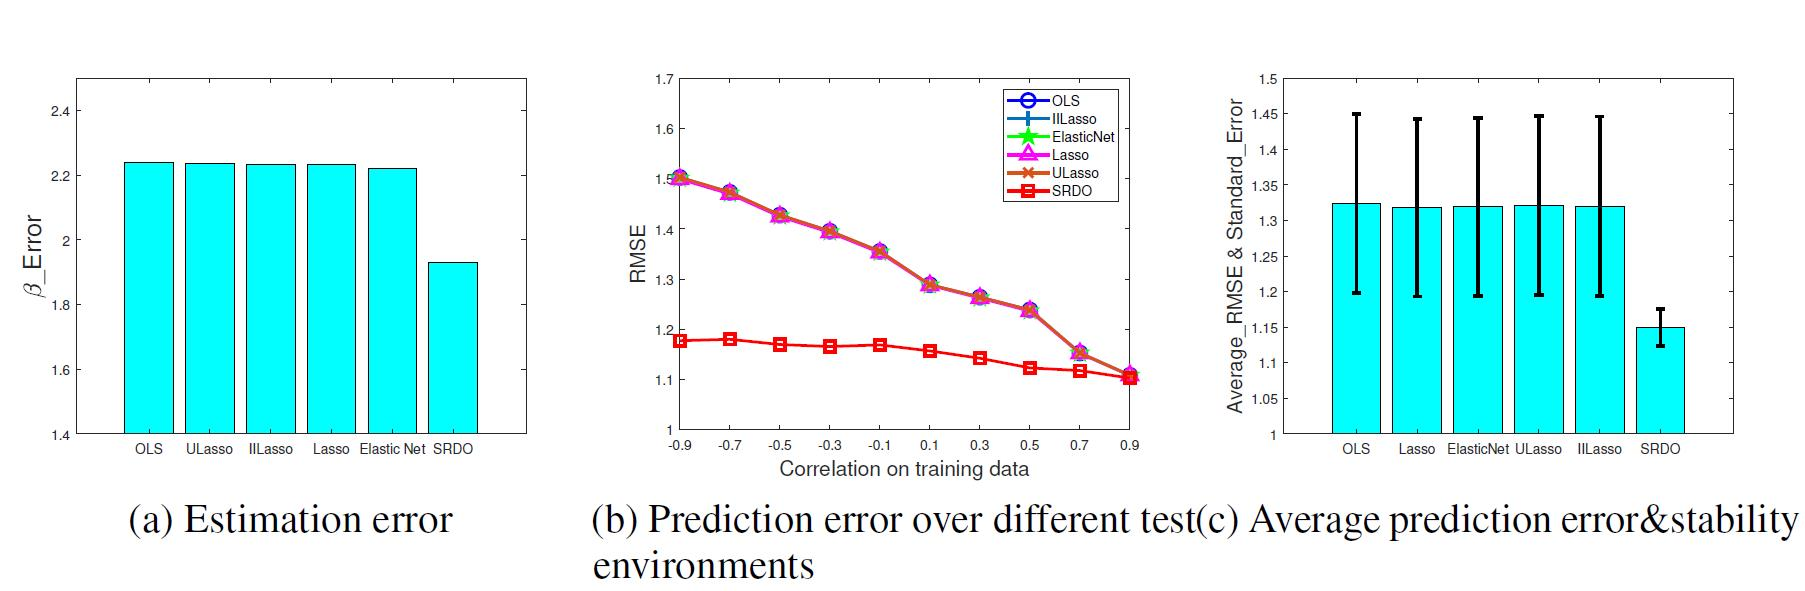 2.4
2.2
2
1.8
1.6
1.4
β_Error
OLS ULasso IILasso Lasso Elastic Net SRDO
(a) Estimation error
1.7
1.6
1.5
1.4
1.3
1.2
1.1
1
RMSE
OLS
IILasso
ElasticNet
Lasso
ULasso
SRDO
-0.9 -0.7 -0.5 -0.3 -0.1 0.1 0.3 0.5 0.7 0.9
Correlation on training data
(b) Prediction error over different test
environments
1.5
1.45
1.4
1.35
1.3
1.25
1.2
1.15
1.1
1.05
1
Average_RMSE & Standard_Error
OLS Lasso ElasticNet ULasso IILasso SRDO
(c) Average prediction error&stability